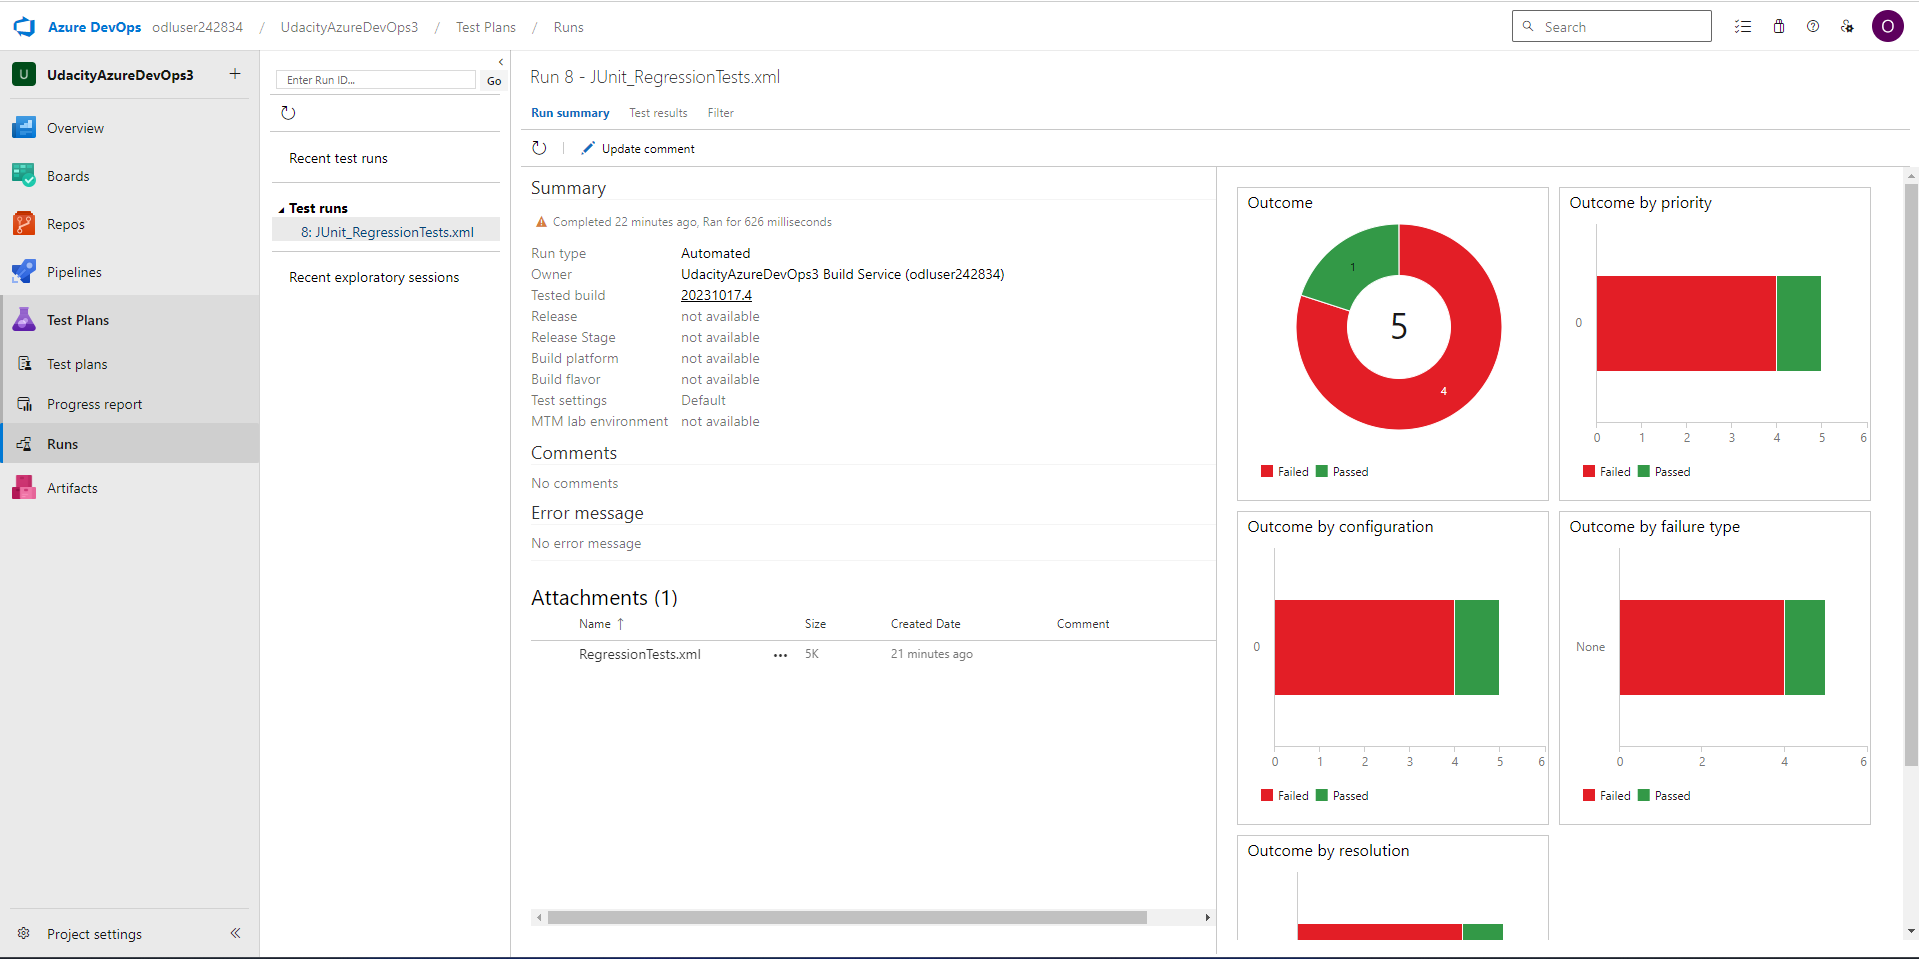 Azure DevOps odluser242834 / UdacityAzureDevOps3 / Test Plans / Runs
Search
O
U UdacityAzureDevOps3 +
Overview
Boards
Repos
Pipelines
Test Plans
Test plans
Progress report
Runs
Artifacts
Project settings
Enter Run ID...
Go
Recent test runs
Test runs
8: JUnit_RegressionTests.xml
Recent exploratory sessions
Run 8 - JUnit_RegressionTests.xml
Run summary Test results Filter
Update comment
Summary
Completed 22 minutes ago, Ran for 626 milliseconds
Run type Automated
Owner UdacityAzureDevOps3 Build Service (odluser242834)
Tested build 20231017.4
Release not available
Release Stage not available
Build platform not available
Build flavor not available
Test settings Default
MTM lab environment not available
Comments
No comments
Error message
No error message
Attachments (1)
Name ↑ Size Created Date Comment
RegressionTests.xml ... 5K 21 minutes ago
Outcome
1
5
4
Failed Passed
Outcome by priority
0
0 1 2 3 4 5 6
Failed Passed
Outcome by configuration
0
0 1 2 3 4 5 6
Failed Passed
Outcome by failure type
None
0 2 4 6
Failed Passed
Outcome by resolution